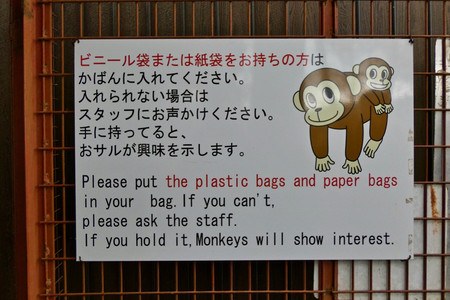 ビニール袋または紙袋をお持ちの方は
かばんに入れてください。
入れられない場合は
スタッフにお声かけください。
手に持ってると、
おサルが興味を示します。
Please put the plastic bags and paper bags
in your bag.If you can't,
please ask the staff.
If you hold it,Monkeys will show interest.